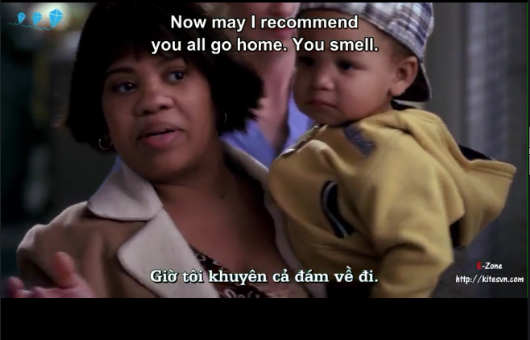 Now may I recommend
you all go home. You smell.
Giờ tôi khuyên cả đám về đi.
E-Zone
http://kitesvn.com